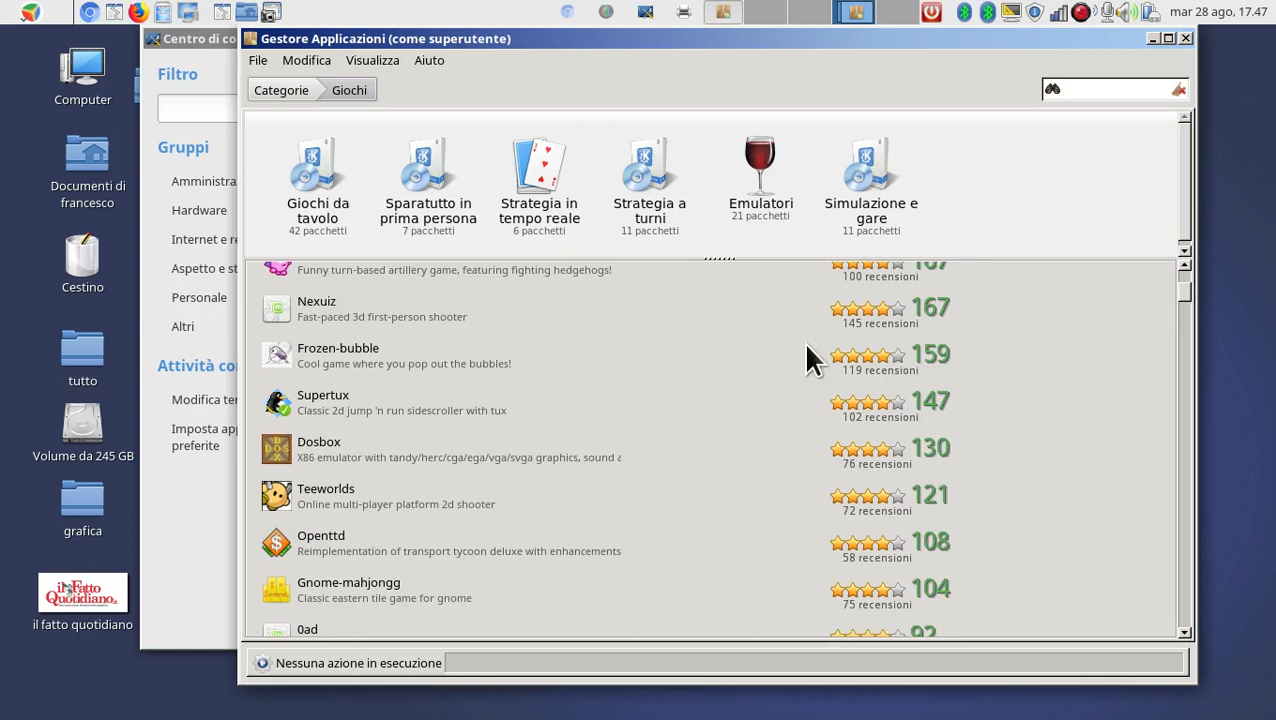 mar 28 ago, 17.47
Computer
Documenti di
francesco
Cestino
tutto
Volume da 245 GB
grafica
il Fatto
Quotidiano
il fatto quotidiano
Centro di co
Filtro
Gruppi
Amministra
Hardware
Internet e re
Aspetto e st
Personale
Altri
Attività co
Modifica te
Imposta app
preferite
Gestore Applicazioni (come superutente)
File Modifica Visualizza Aiuto
Categorie Giochi
Giochi da
tavolo
42 pacchetti
Sparatutto in
prima persona
7 pacchetti
Strategia in
tempo reale
6 pacchetti
Strategia a
turni
11 pacchetti
Emulatori
21 pacchetti
Simulazione e
gare
11 pacchetti
Funny turn-based artillery game, featuring fighting hedgehogs!
167
100 recensioni
Nexuiz
Fast-paced 3d first-person shooter
167
145 recensioni
Frozen-bubble
Cool game where you pop out the bubbles!
159
119 recensioni
Supertux
Classic 2d jump 'n run sidescroller with tux
147
102 recensioni
Dosbox
X86 emulator with tandy/herc/cga/ega/vga/svga graphics, sound a
130
76 recensioni
Teeworlds
Online multi-player platform 2d shooter
121
72 recensioni
Openttd
Reimplementation of transport tycoon deluxe with enhancements
108
58 recensioni
Gnome-mahjongg
Classic eastern tile game for gnome
104
75 recensioni
0ad
92
Nessuna azione in esecuzione